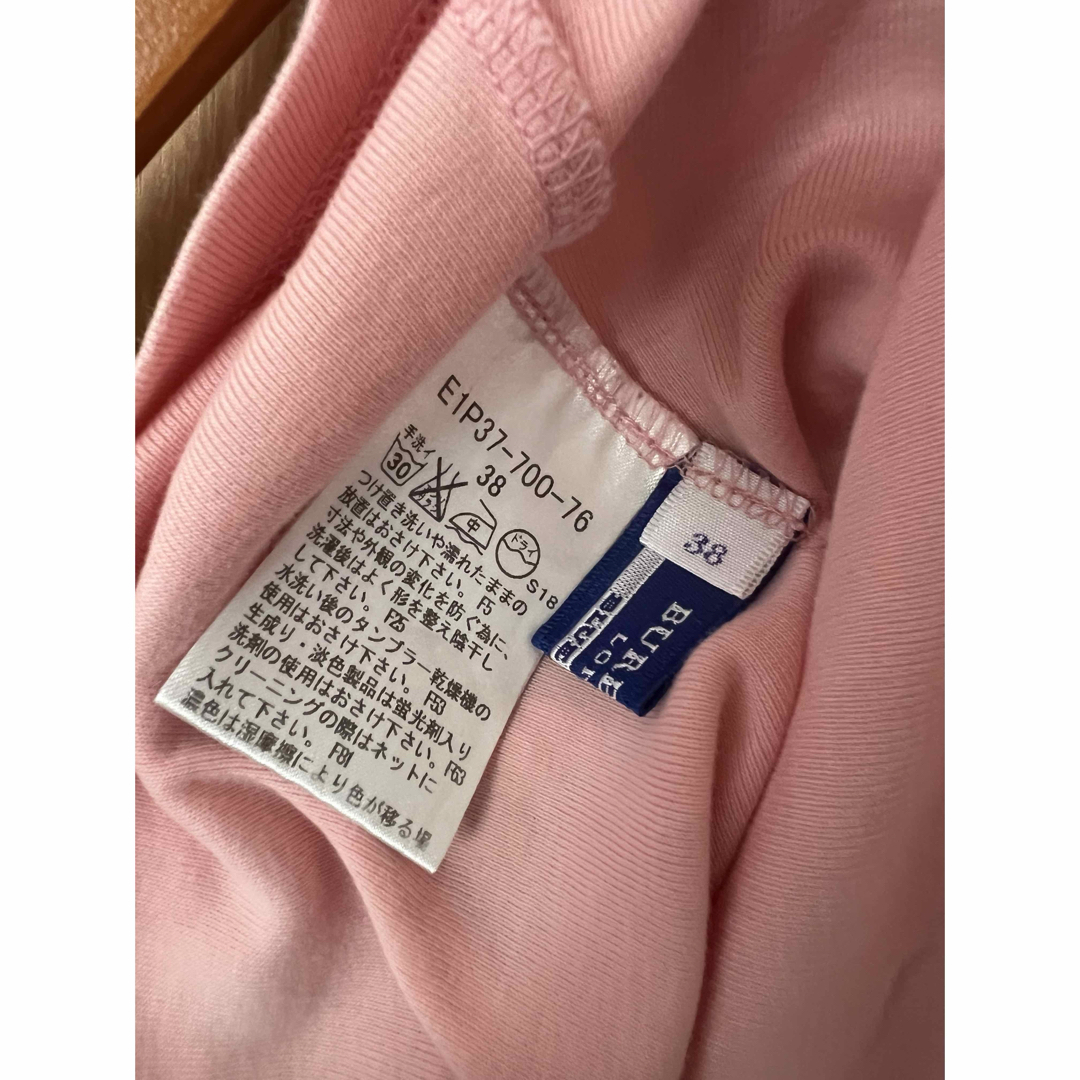 E1P37-700-76
38
手洗イ
30
中
ドライ
S18
つけ置き洗いや濡れたままの
放置はおさけ下さい。F5
寸法や外観の変化を防ぐ為に、
洗濯後はよく形を整え陰干し
して下さい。F25
水洗い後のタンブラー乾燥機の
使用はおさけ下さい。F53
生成り・淡色製品は蛍光剤入り
洗剤の使用はおさけ下さい。F63
クリーニングの際はネットに
入れて下さい。F81
濃色は湿摩擦により色が移る場
38
BUR
LO